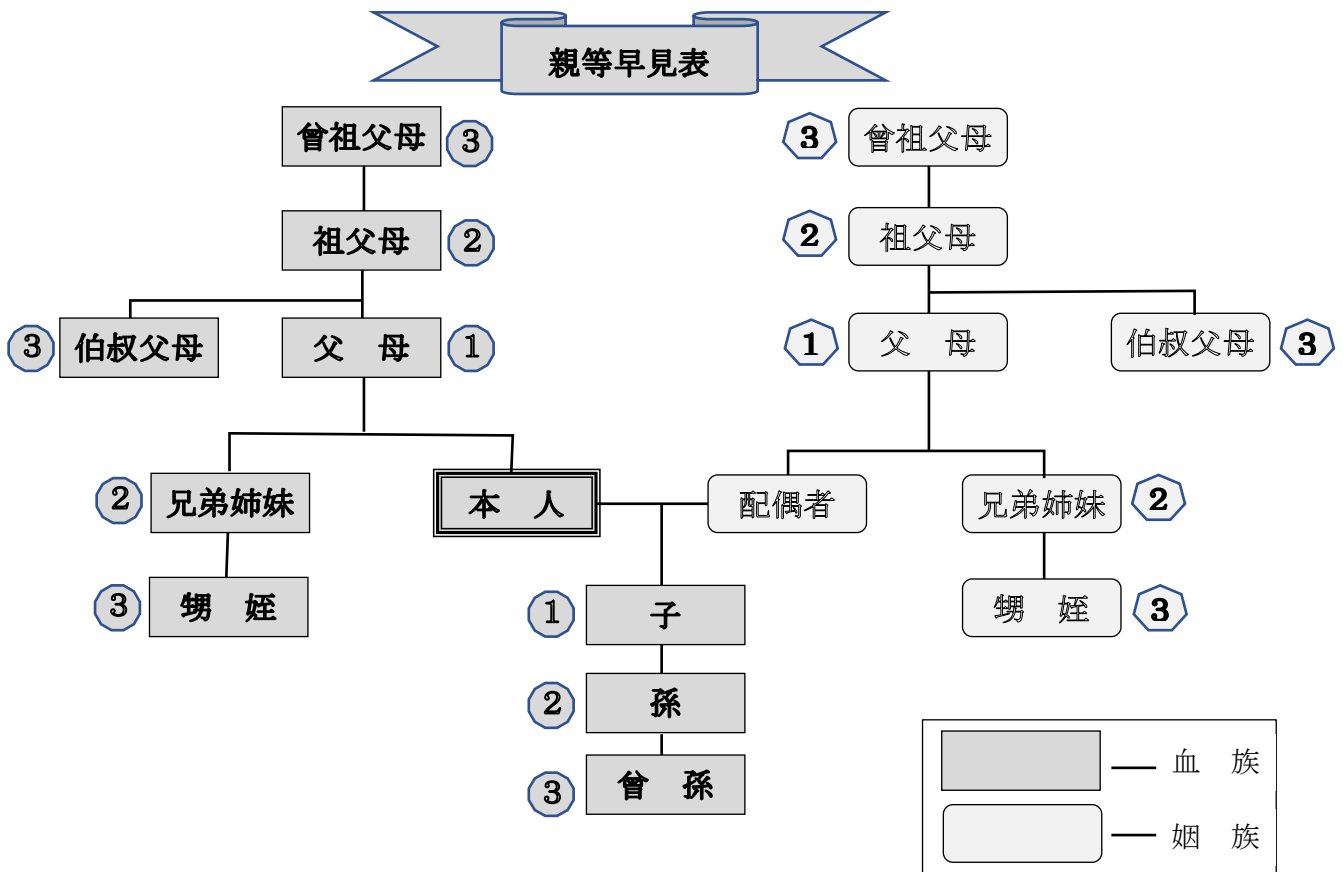 親等早見表
曾祖父母 3
3 曾祖父母
祖父母 2
2 祖父母
3 伯叔父母
父　母 1
1 父　母
伯叔父母 3
2 兄弟姉妹
本　人
配偶者
兄弟姉妹 2
3 甥　姪
1 子
甥　姪 3
2 孫
3 曾　孫
血　族
姻　族